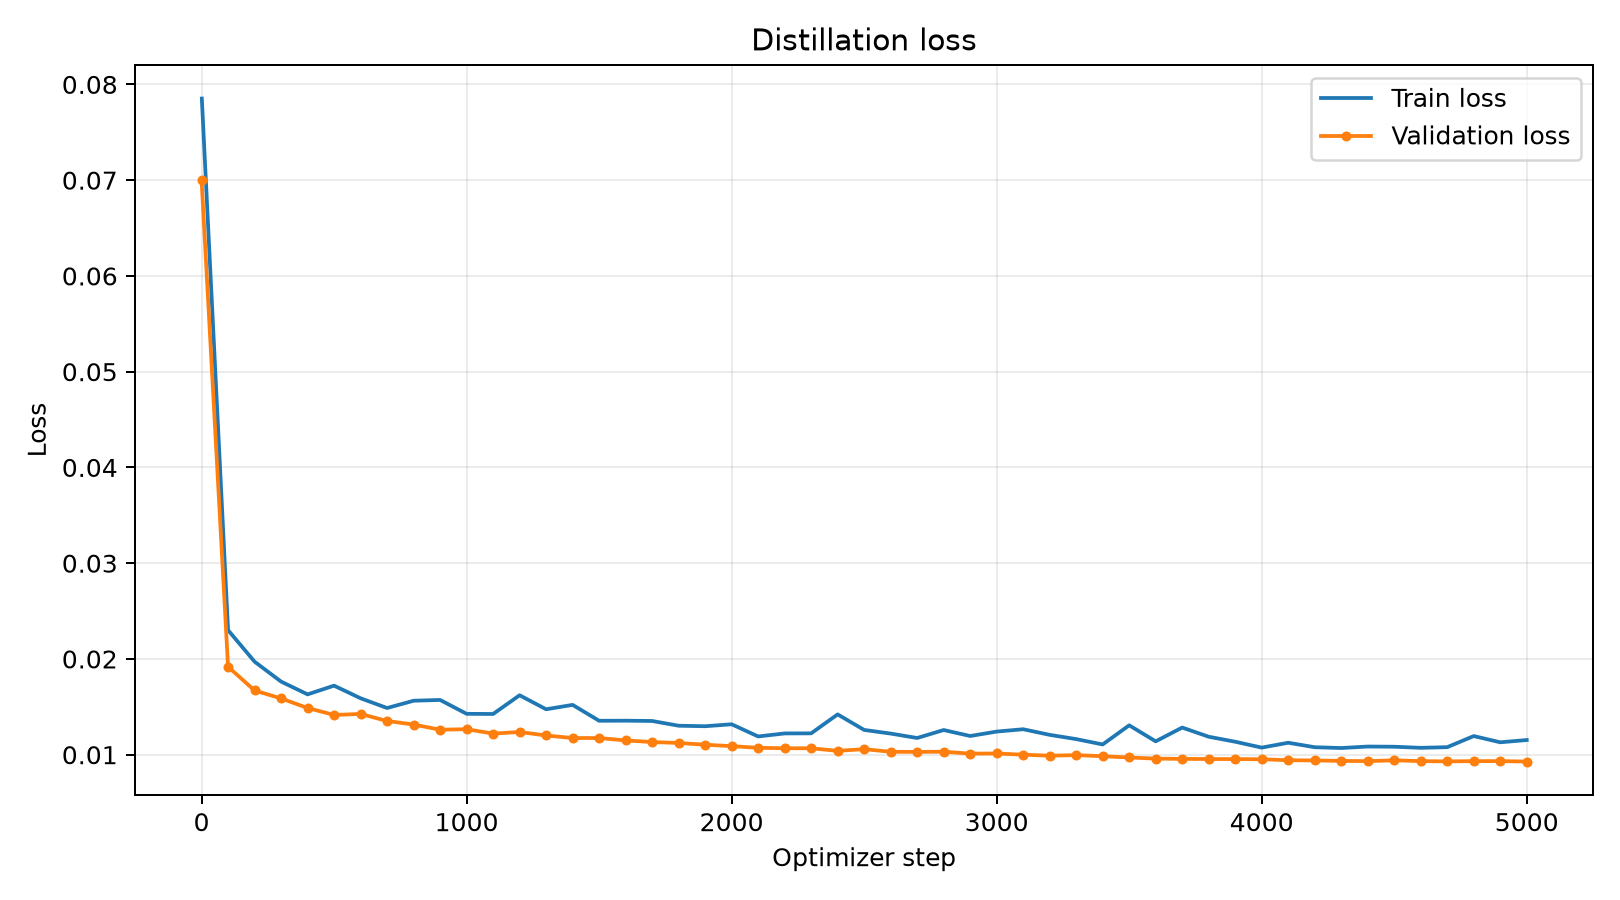 Distillation loss
Train loss
Validation loss
0.08
0.07
0.06
0.05
0.04
0.03
0.02
0.01
Loss
0
1000
2000
3000
4000
5000
Optimizer step